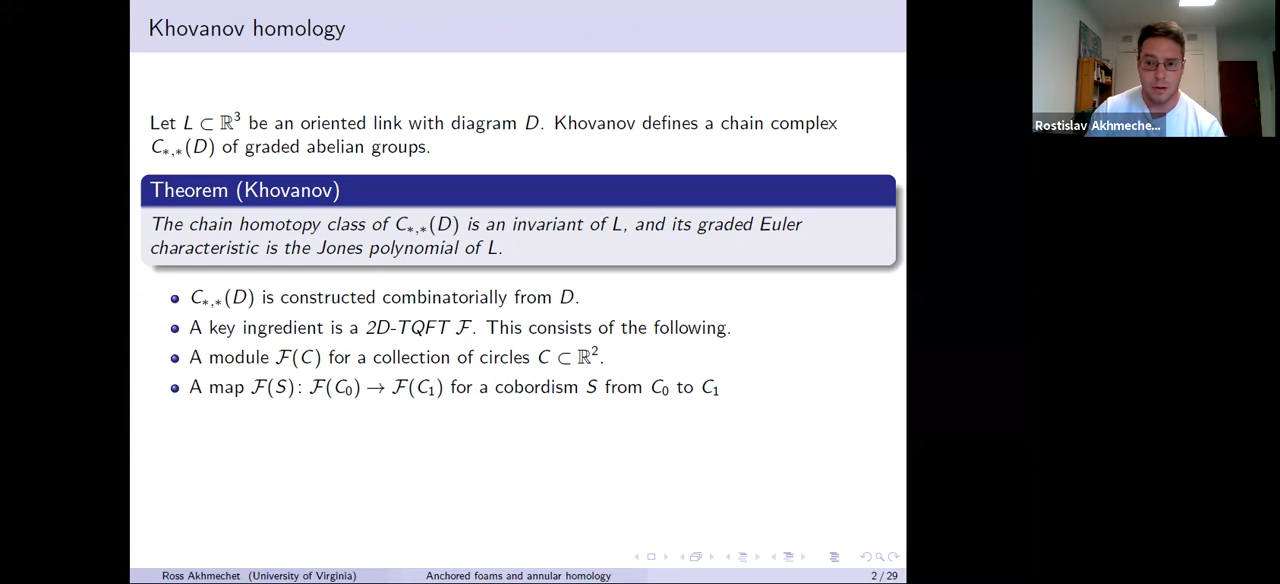 Khovanov homology
Let L ⊂ ℝ³ be an oriented link with diagram D. Khovanov defines a chain complex
C∗,∗(D) of graded abelian groups.
Theorem (Khovanov)
The chain homotopy class of C∗,∗(D) is an invariant of L, and its graded Euler
characteristic is the Jones polynomial of L.
C∗,∗(D) is constructed combinatorially from D.
A key ingredient is a 2D-TQFT ℱ. This consists of the following.
A module ℱ(C) for a collection of circles C ⊂ ℝ².
A map ℱ(S): ℱ(C₀) → ℱ(C₁) for a cobordism S from C₀ to C₁
Ross Akhmechet (University of Virginia)
Anchored foams and annular homology
2 / 29
Rostislav Akhmeche...